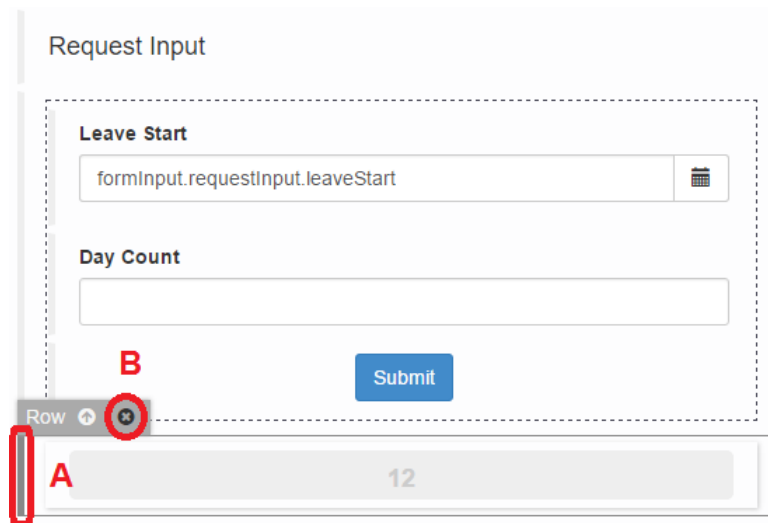 Request Input
Leave Start
formInput.requestInput.leaveStart
Day Count
Submit
B
Row
A
12